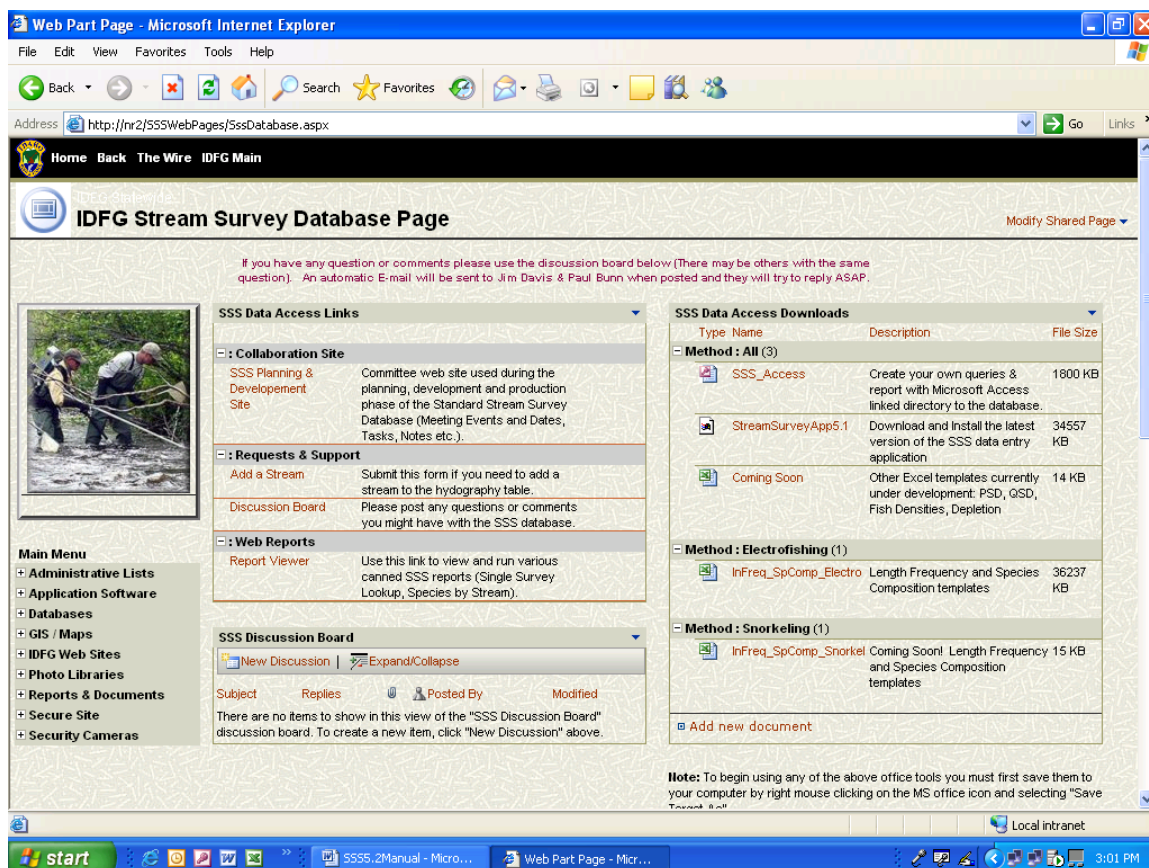 Web Part Page - Microsoft Internet Explorer
File Edit View Favorites Tools Help
Back Search Favorites
Address http://nr2/SSSWebPages/SssDatabase.aspx Go Links
Home Back The Wire IDFG Main
IDFG Stream Survey Database Page
Modify Shared Page
If you have any question or comments please use the discussion board below (There may be others with the same
question). An automatic E-mail will be sent to Jim Davis & Paul Bunn when posted and they will try to reply ASAP.
SSS Data Access Links
: Collaboration Site
SSS Planning &
Developement
Site
Committee web site used during the
planning, development and production
phase of the Standard Stream Survey
Database (Meeting Events and Dates,
Tasks, Notes etc.).
: Requests & Support
Add a Stream
Submit this form if you need to add a
stream to the hydography table.
Discussion Board
Please post any questions or comments
you might have with the SSS database.
: Web Reports
Report Viewer
Use this link to view and run various
canned SSS reports (Single Survey
Lookup, Species by Stream).
SSS Discussion Board
New Discussion | Expand/Collapse
Subject Replies Posted By Modified
There are no items to show in this view of the "SSS Discussion Board"
discussion board. To create a new item, click "New Discussion" above.
SSS Data Access Downloads
Type Name Description File Size
Method : All (3)
SSS_Access
Create your own queries &
report with Microsoft Access
linked directory to the database.
1800 KB
StreamSurveyApp5.1
Download and Install the latest
version of the SSS data entry
application
34557
KB
Coming Soon
Other Excel templates currently
under development: PSD, QSD,
Fish Densities, Depletion
14 KB
Method : Electrofishing (1)
lnFreq_SpComp_Electro
Length Frequency and Species
Composition templates
36237
KB
Method : Snorkeling (1)
lnFreq_SpComp_Snorkel
Coming Soon! Length Frequency
and Species Composition
templates
15 KB
Add new document
Note: To begin using any of the above office tools you must first save them to
your computer by right mouse clicking on the MS office icon and selecting "Save
Main Menu
Administrative Lists
Application Software
Databases
GIS / Maps
IDFG Web Sites
Photo Libraries
Reports & Documents
Secure Site
Security Cameras
Local intranet
start
SSS5.2Manual - Micro...
Web Part Page - Micr...
3:01 PM